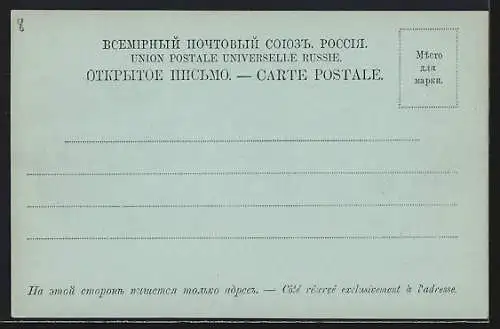 ВСЕМІРНЫЙ ПОЧТОВЫЙ СОЮЗЪ. РОССІЯ.
UNION POSTALE UNIVERSELLE RUSSIE.
ОТКРЫТОЕ ПИСЬМО. — CARTE POSTALE.
Мѣсто
для
марки.
На этой сторонѣ пишется только адресъ. — Côté réservé exclusivement à l'adresse.